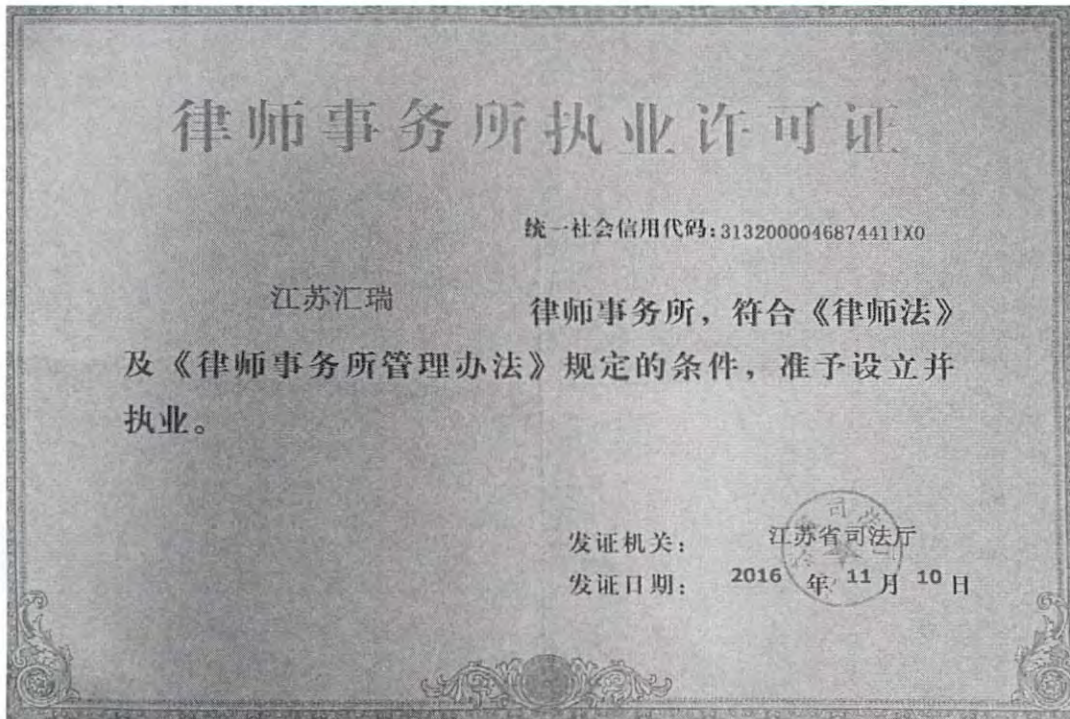 律师事务所执业许可证
统一社会信用代码:3132000046874411X0
江苏汇瑞 律师事务所，符合《律师法》
及《律师事务所管理办法》规定的条件，准予设立并
执业。
发证机关： 江苏省司法厅
发证日期： 2016 年 11 月 10 日